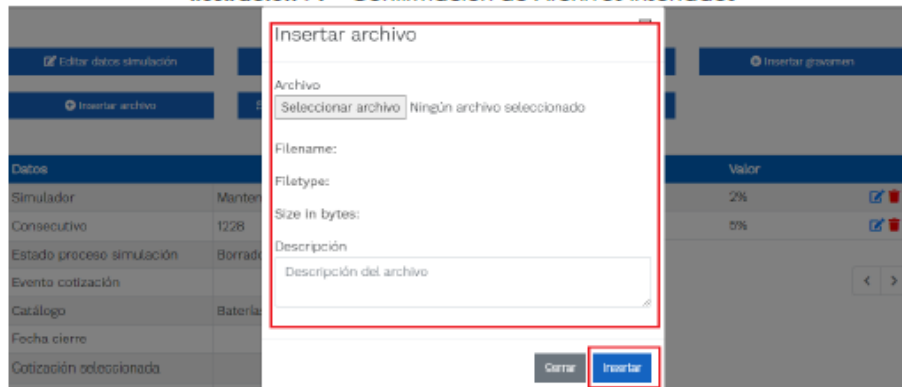 Insertar archivo
Editar datos simulación
Insertar gravamen
Archivo
Insertar archivo
Seleccionar archivo Ningún archivo seleccionado
Filename:
Datos
Valor
Filetype:
Simulador
2%
Size in bytes:
Consecutivo 1228
5%
Descripción
Estado proceso simulación
Descripción del archivo
Evento cotización
< >
Catálogo
Fecha cierre
Cotización seleccionada
Cerrar
Insertar